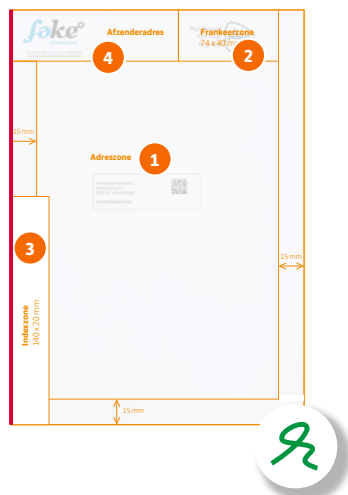 fake
Afzenderadres
Frankeerzone
74 x 40 mm
4
2
15 mm
Adreszone
1
3
15 mm
Indexzone
140 x 20 mm
15 mm